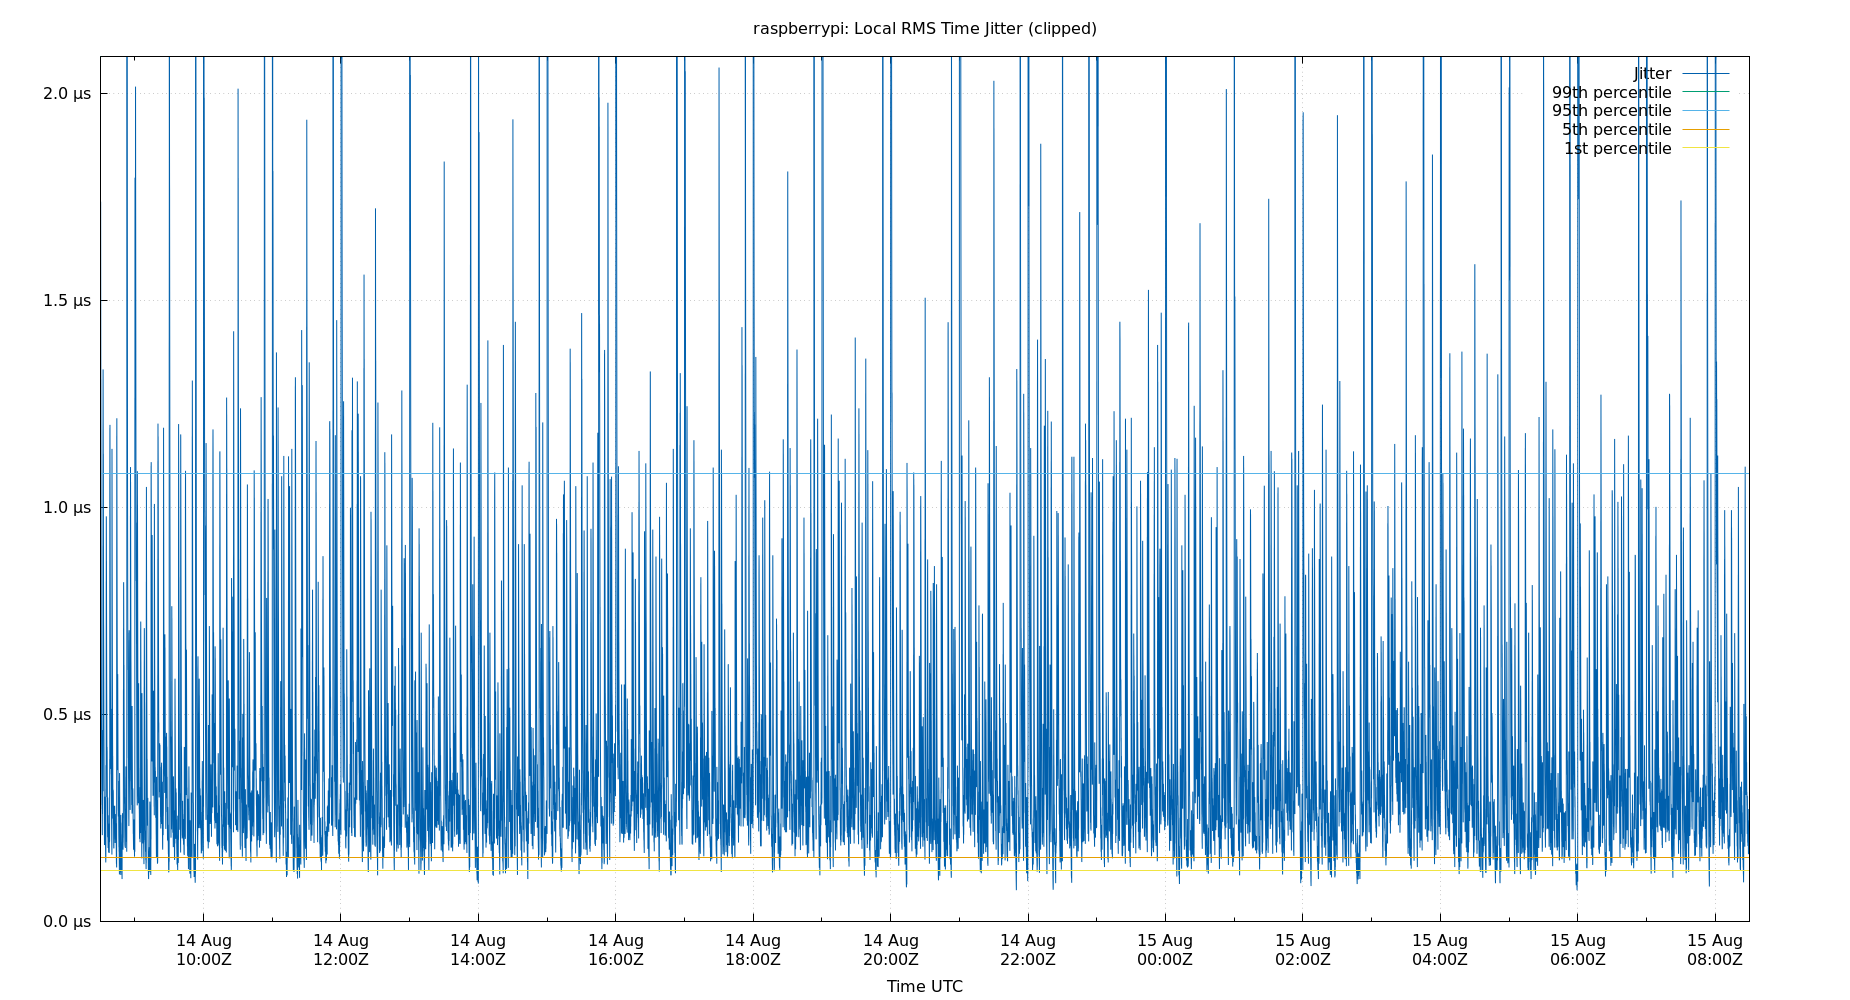 raspberrypi: Local RMS Time Jitter (clipped)
Jitter
99th percentile
95th percentile
5th percentile
1st percentile
2.0 µs
1.5 µs
1.0 µs
0.5 µs
0.0 µs
14 Aug 14 Aug 14 Aug 14 Aug 14 Aug 14 Aug 14 Aug 15 Aug 15 Aug 15 Aug 15 Aug 15 Aug
10:00Z 12:00Z 14:00Z 16:00Z 18:00Z 20:00Z 22:00Z 00:00Z 02:00Z 04:00Z 06:00Z 08:00Z
Time UTC